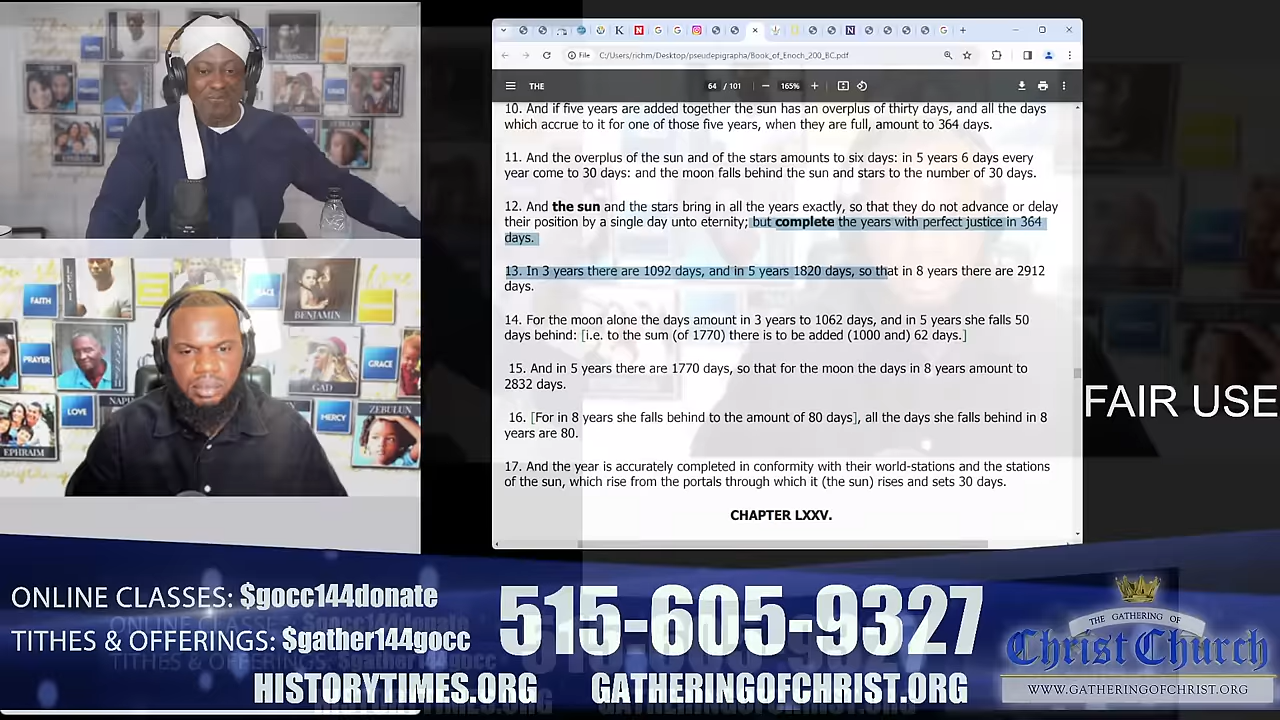 FAITH
EPHRAIM
LEVI
BENJAMIN
FAITH
PRAYER
GRACE
GAD
LOVE
NAPH
MERCY
ZEBULUN
EPHRAIM
File C:/Users/richm/Desktop/pseudepigrapha/Book_of_Enoch_200_BC.pdf
THE 64 / 101 165%
10. And if five years are added together the sun has an overplus of thirty days, and all the days
which accrue to it for one of those five years, when they are full, amount to 364 days.
11. And the overplus of the sun and of the stars amounts to six days: in 5 years 6 days every
year come to 30 days: and the moon falls behind the sun and stars to the number of 30 days.
12. And the sun and the stars bring in all the years exactly, so that they do not advance or delay
their position by a single day unto eternity; but complete the years with perfect justice in 364
days.
13. In 3 years there are 1092 days, and in 5 years 1820 days, so that in 8 years there are 2912
days.
14. For the moon alone the days amount in 3 years to 1062 days, and in 5 years she falls 50
days behind: [i.e. to the sum (of 1770) there is to be added (1000 and) 62 days.]
15. And in 5 years there are 1770 days, so that for the moon the days in 8 years amount to
2832 days.
16. [For in 8 years she falls behind to the amount of 80 days], all the days she falls behind in 8
years are 80.
17. And the year is accurately completed in conformity with their world-stations and the stations
of the sun, which rise from the portals through which it (the sun) rises and sets 30 days.
CHAPTER LXXV.
FAIR USE
ONLINE CLASSES: $gocc144donate
TITHES & OFFERINGS: $gather144gocc
515-605-9327
HISTORYTIMES.ORG GATHERINGOFCHRIST.ORG
THE GATHERING OF
Christ Church
WWW.GATHERINGOFCHRIST.ORG